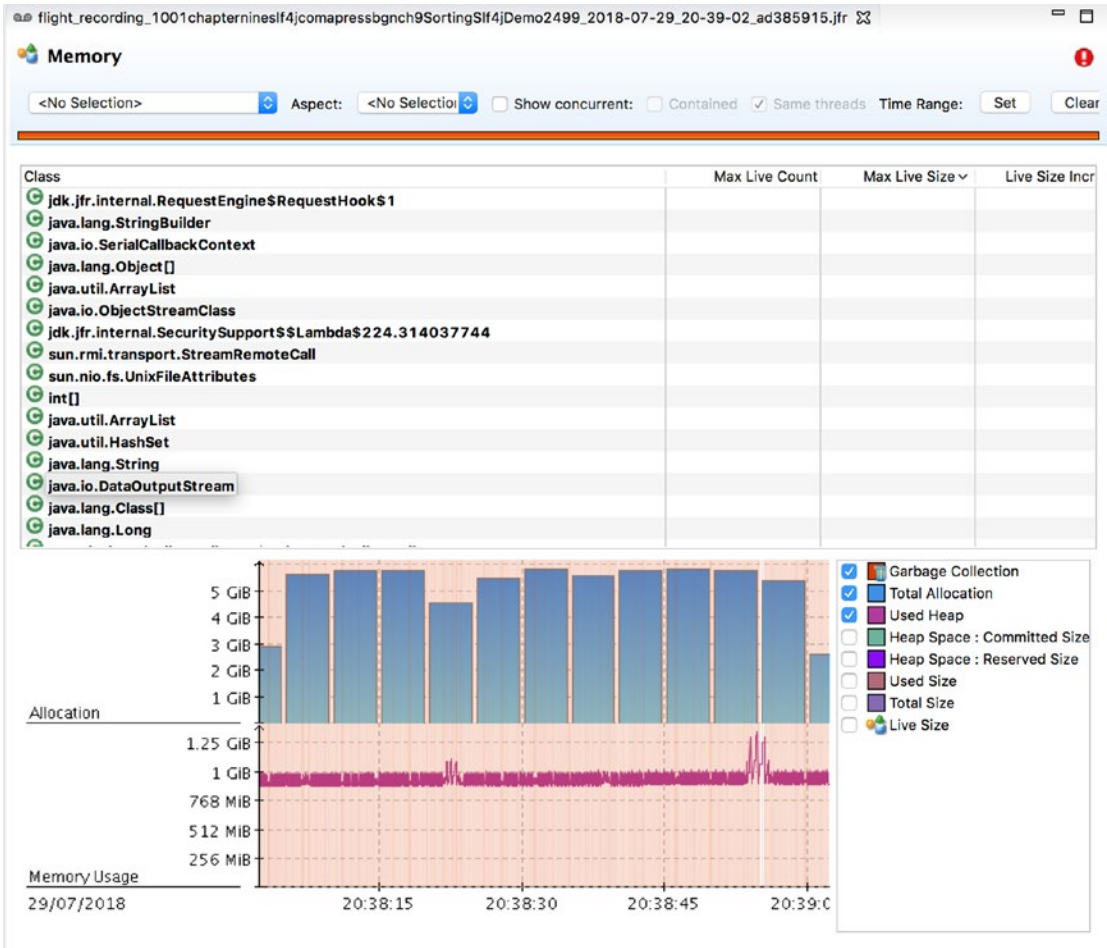 flight_recording_1001chapternineslf4jcomapressbgnch9SortingSlf4jDemo2499_2018-07-29_20-39-02_ad385915.jfr
Memory
<No Selection> Aspect: <No Selection Show concurrent: Contained Same threads Time Range: Set Clear
Class Max Live Count Max Live Size Live Size Incr
jdk.jfr.internal.RequestEngine$RequestHook$1
java.lang.StringBuilder
java.io.SerialCallbackContext
java.lang.Object[]
java.util.ArrayList
java.io.ObjectStreamClass
jdk.jfr.internal.SecuritySupport$$Lambda$224.314037744
sun.rmi.transport.StreamRemoteCall
sun.nio.fs.UnixFileAttributes
int[]
java.util.ArrayList
java.util.HashSet
java.lang.String
java.io.DataOutputStream
java.lang.Class[]
java.lang.Long
5 GiB
4 GiB
3 GiB
2 GiB
1 GiB
Allocation
1.25 GiB
1 GiB
768 MiB
512 MiB
256 MiB
Memory Usage
29/07/2018 20:38:15 20:38:30 20:38:45 20:39:0
Garbage Collection
Total Allocation
Used Heap
Heap Space : Committed Size
Heap Space : Reserved Size
Used Size
Total Size
Live Size